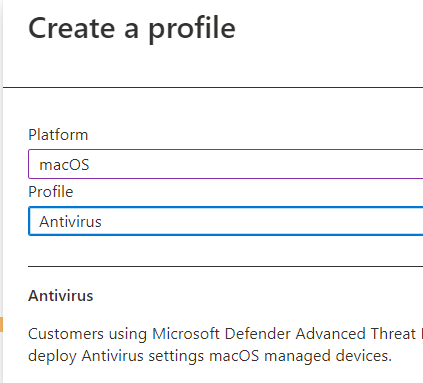 Create a profile
Platform
macOS
Profile
Antivirus
Antivirus
Customers using Microsoft Defender Advanced Threat
deploy Antivirus settings macOS managed devices.